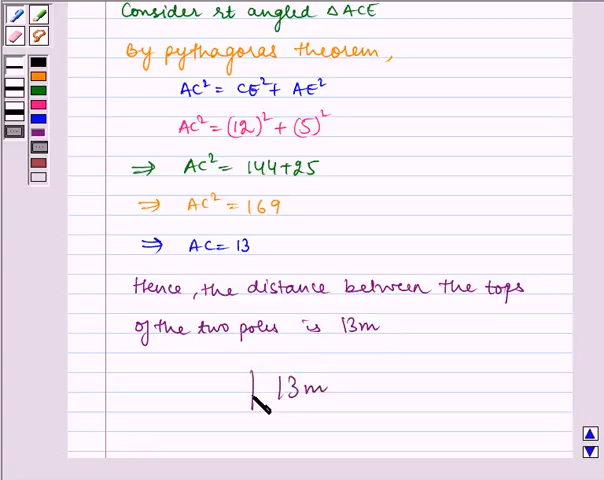 Consider rt angled △ACE
By pythagoras theorem,
AC² = CE² + AE²
AC² = (12)² + (5)²
⇒ AC² = 144+25
⇒ AC² = 169
⇒ AC = 13
Hence, the distance between the tops
of the two poles is 13m
13m